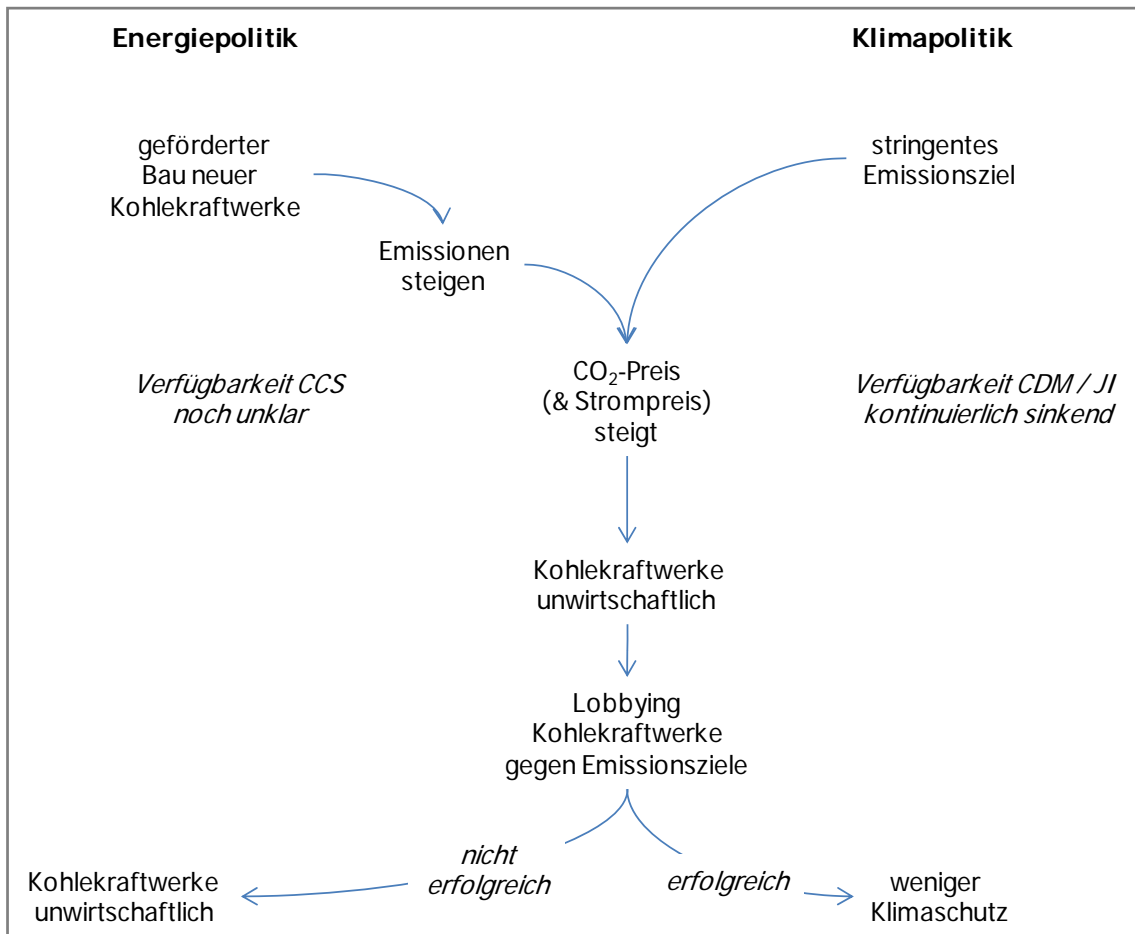 Energiepolitik
Klimapolitik
geförderter
Bau neuer
Kohlekraftwerke
stringentes
Emissionsziel
Emissionen
steigen
Verfügbarkeit CCS
noch unklar
CO₂-Preis
(& Strompreis)
steigt
Verfügbarkeit CDM / JI
kontinuierlich sinkend
Kohlekraftwerke
unwirtschaftlich
Lobbying
Kohlekraftwerke
gegen Emissionsziele
nicht
erfolgreich
erfolgreich
Kohlekraftwerke
unwirtschaftlich
weniger
Klimaschutz